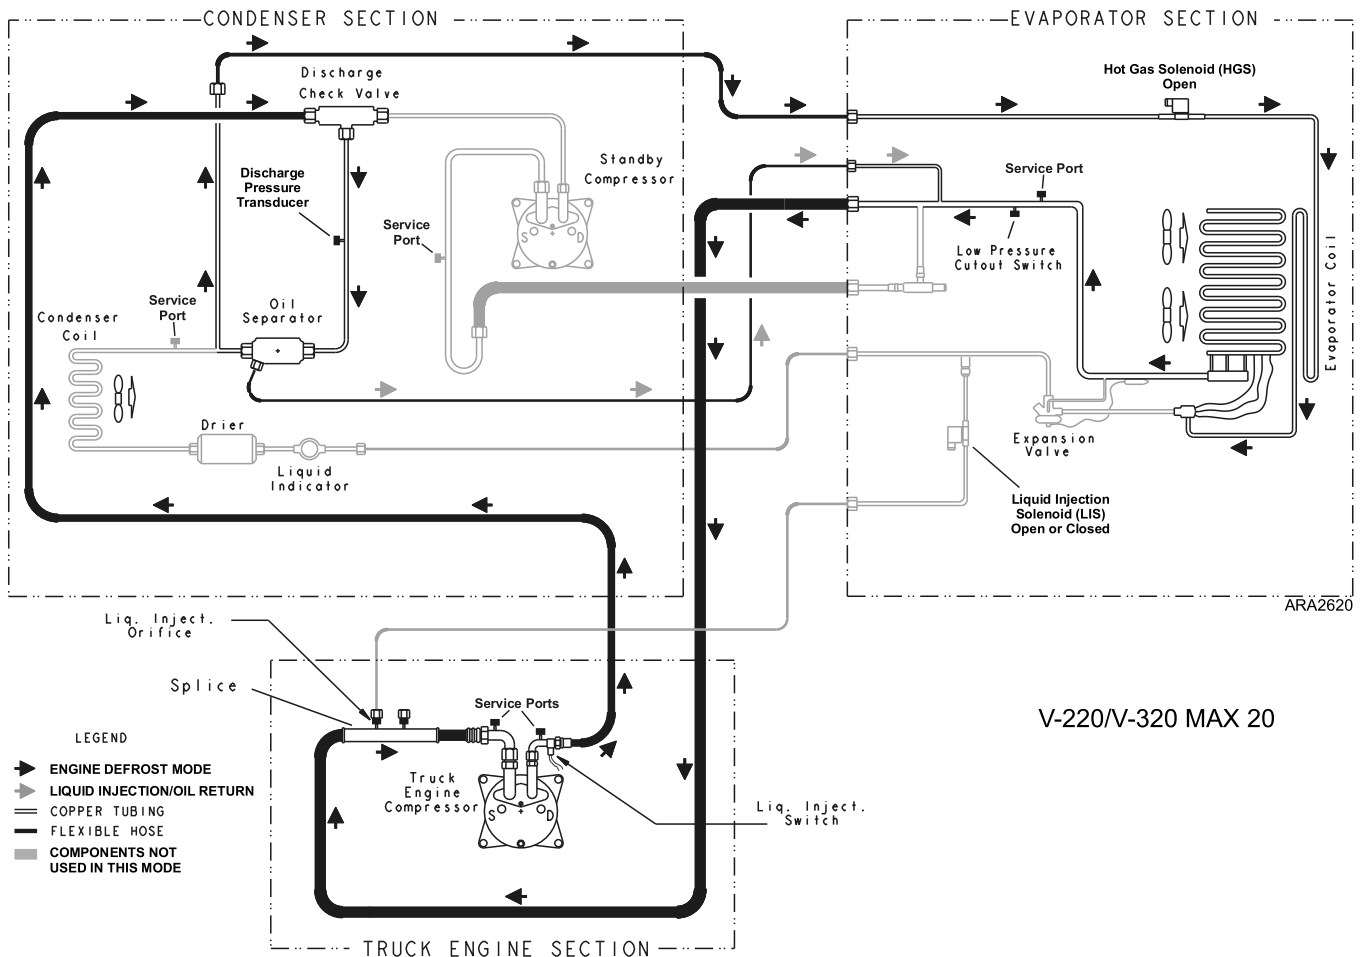 CONDENSER SECTION
EVAPORATOR SECTION
Discharge
Check Valve
Hot Gas Solenoid (HGS)
Open
Standby
Compressor
Service Port
Discharge
Pressure
Transducer
Service
Port
Low Pressure
Cutout Switch
Evaporator Coil
Service
Port
Oil
Separator
Condenser
Coil
S
D
Drier
Liquid
Indicator
Expansion
Valve
Liquid Injection
Solenoid (LIS)
Open or Closed
ARA2620
Liq. Inject.
Orifice
Splice
Service Ports
V-220/V-320 MAX 20
LEGEND
ENGINE DEFROST MODE
LIQUID INJECTION/OIL RETURN
COPPER TUBING
FLEXIBLE HOSE
COMPONENTS NOT
USED IN THIS MODE
Truck
Engine
Compressor
S
D
Liq. Inject.
Switch
TRUCK ENGINE SECTION